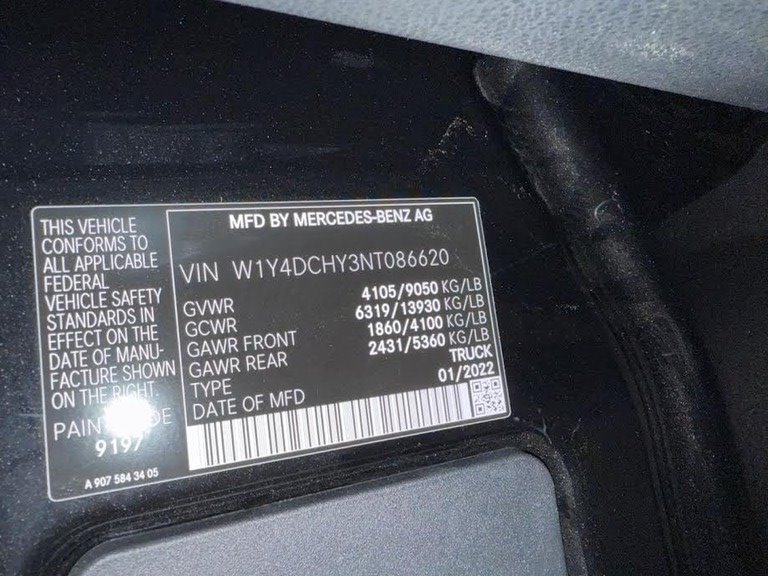 THIS VEHICLE
CONFORMS TO
ALL APPLICABLE
FEDERAL
VEHICLE SAFETY
STANDARDS IN
EFFECT ON THE
DATE OF MANU-
FACTURE SHOWN
ON THE RIGHT.
9197
A 907 584 34 05
MFD BY MERCEDES-BENZ AG
VIN W1Y4DCHY3NT086620
GVWR 4105/9050 KG/LB
GCWR 6319/13930 KG/LB
GAWR FRONT 1860/4100 KG/LB
GAWR REAR 2431/5360 KG/LB
TYPE TRUCK
DATE OF MFD 01/2022